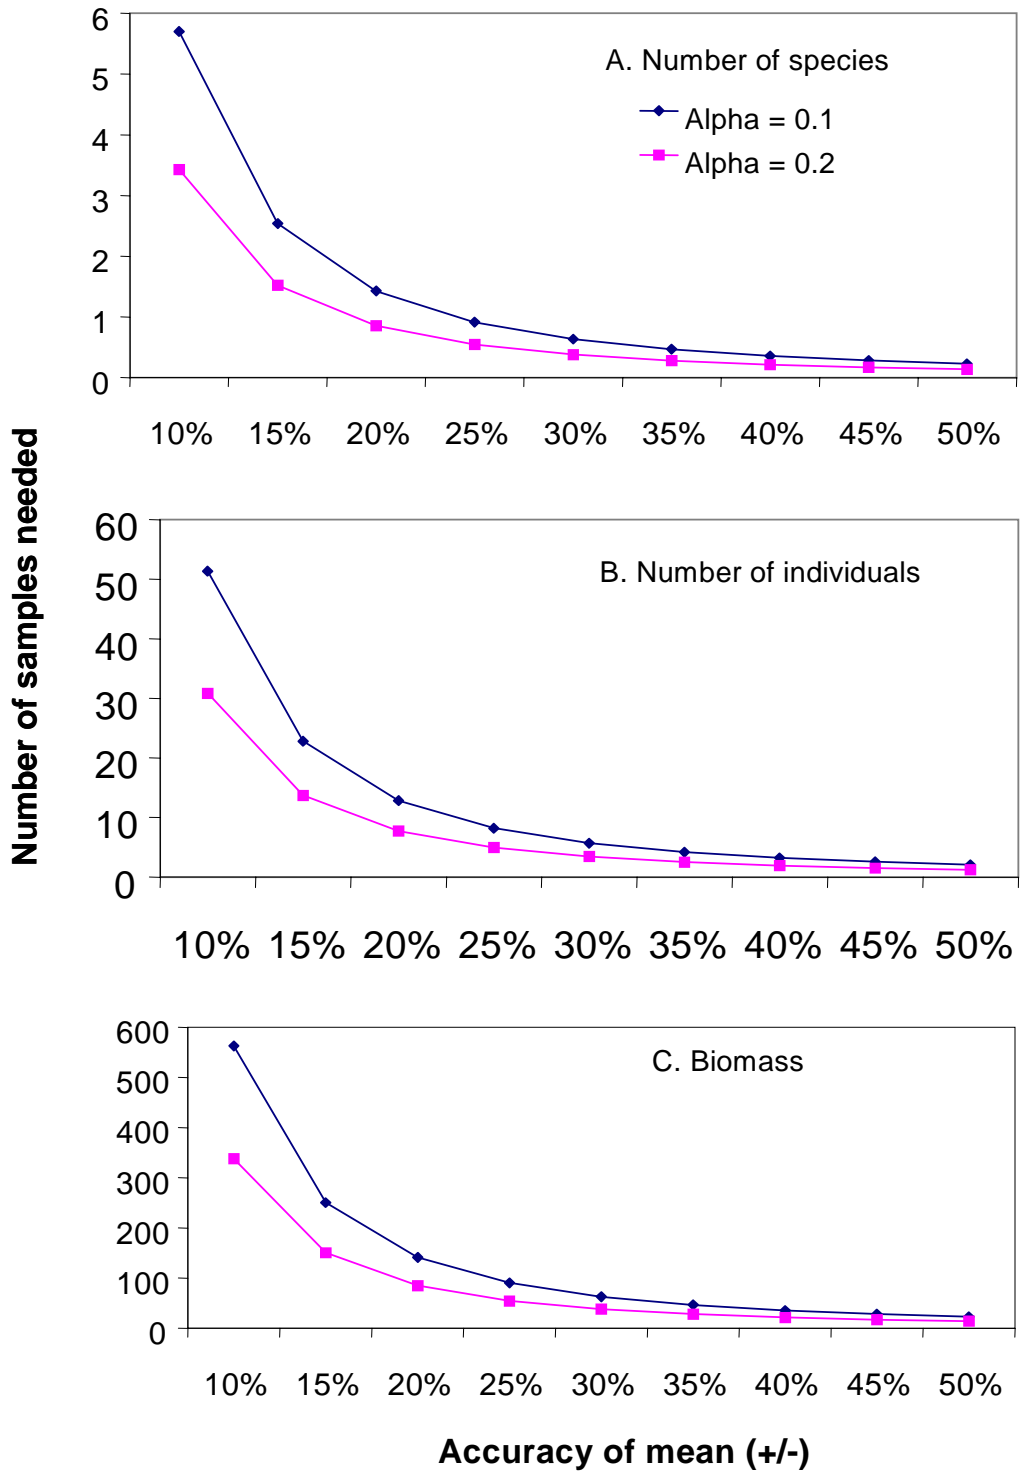 6
5
4
3
2
1
0
A. Number of species
Alpha = 0.1
Alpha = 0.2
10% 15% 20% 25% 30% 35% 40% 45% 50%
Number of samples needed
60
50
40
30
20
10
0
B. Number of individuals
10% 15% 20% 25% 30% 35% 40% 45% 50%
600
500
400
300
200
100
0
C. Biomass
10% 15% 20% 25% 30% 35% 40% 45% 50%
Accuracy of mean (+/-)